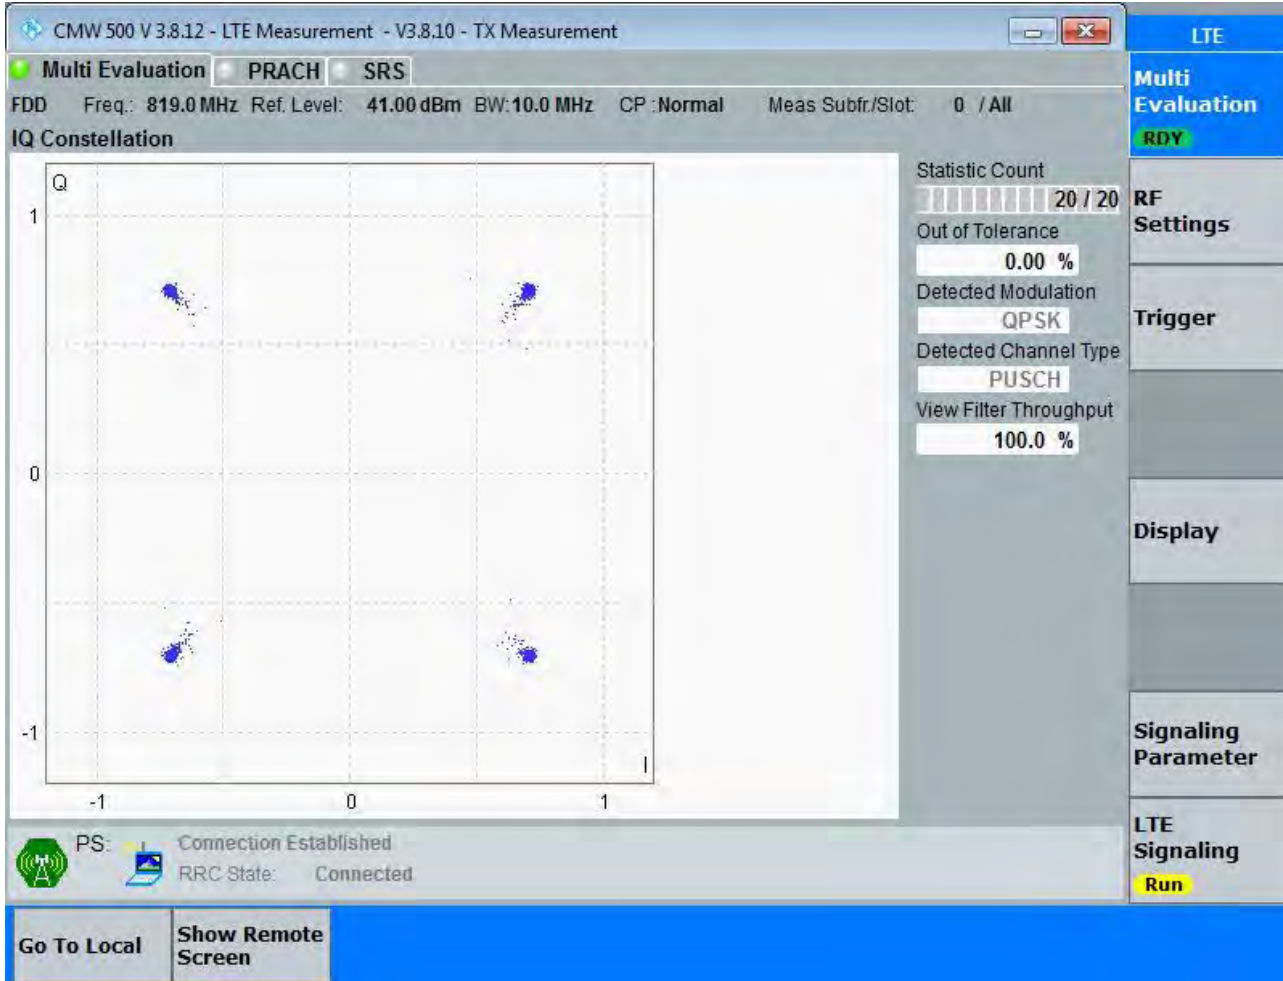 CMW 500 V 3.8.12 - LTE Measurement - V3.8.10 - TX Measurement
LTE
Multi Evaluation PRACH SRS
Multi
Evaluation
RDY
FDD Freq.: 819.0 MHz Ref. Level: 41.00 dBm BW: 10.0 MHz CP : Normal Meas Subfr./Slot: 0 / All
IQ Constellation
Q
1
0
-1
I
-1 0 1
Statistic Count
20 / 20
Out of Tolerance
0.00 %
Detected Modulation
QPSK
Detected Channel Type
PUSCH
View Filter Throughput
100.0 %
RF
Settings
Trigger
Display
Signaling
Parameter
LTE
Signaling
Run
PS: Connection Established
RRC State: Connected
Go To Local
Show Remote
Screen